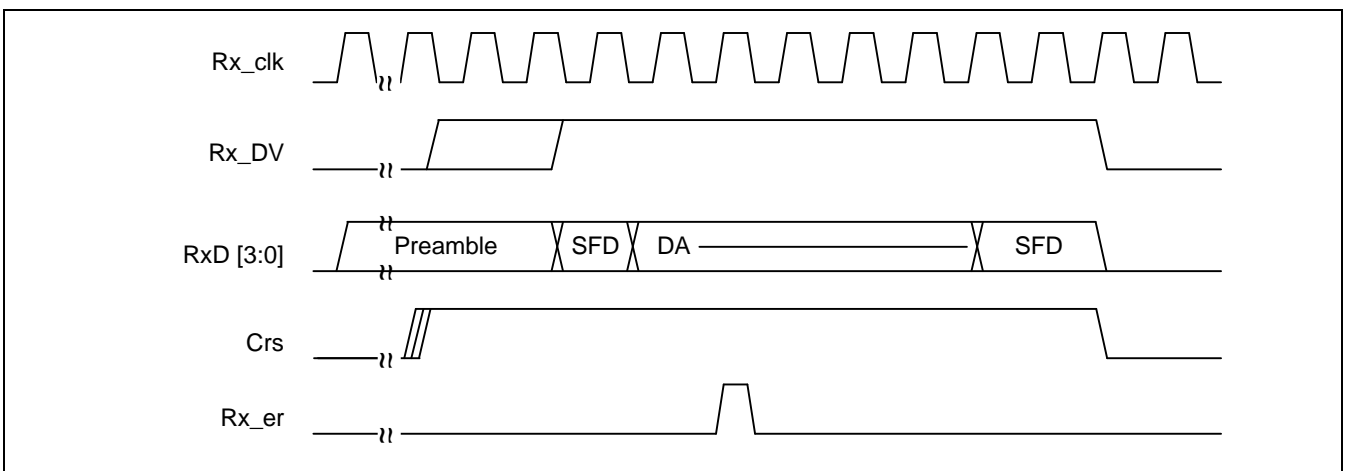 Rx_clk
Rx_DV
RxD [3:0] Preamble SFD DA SFD
Crs
Rx_er